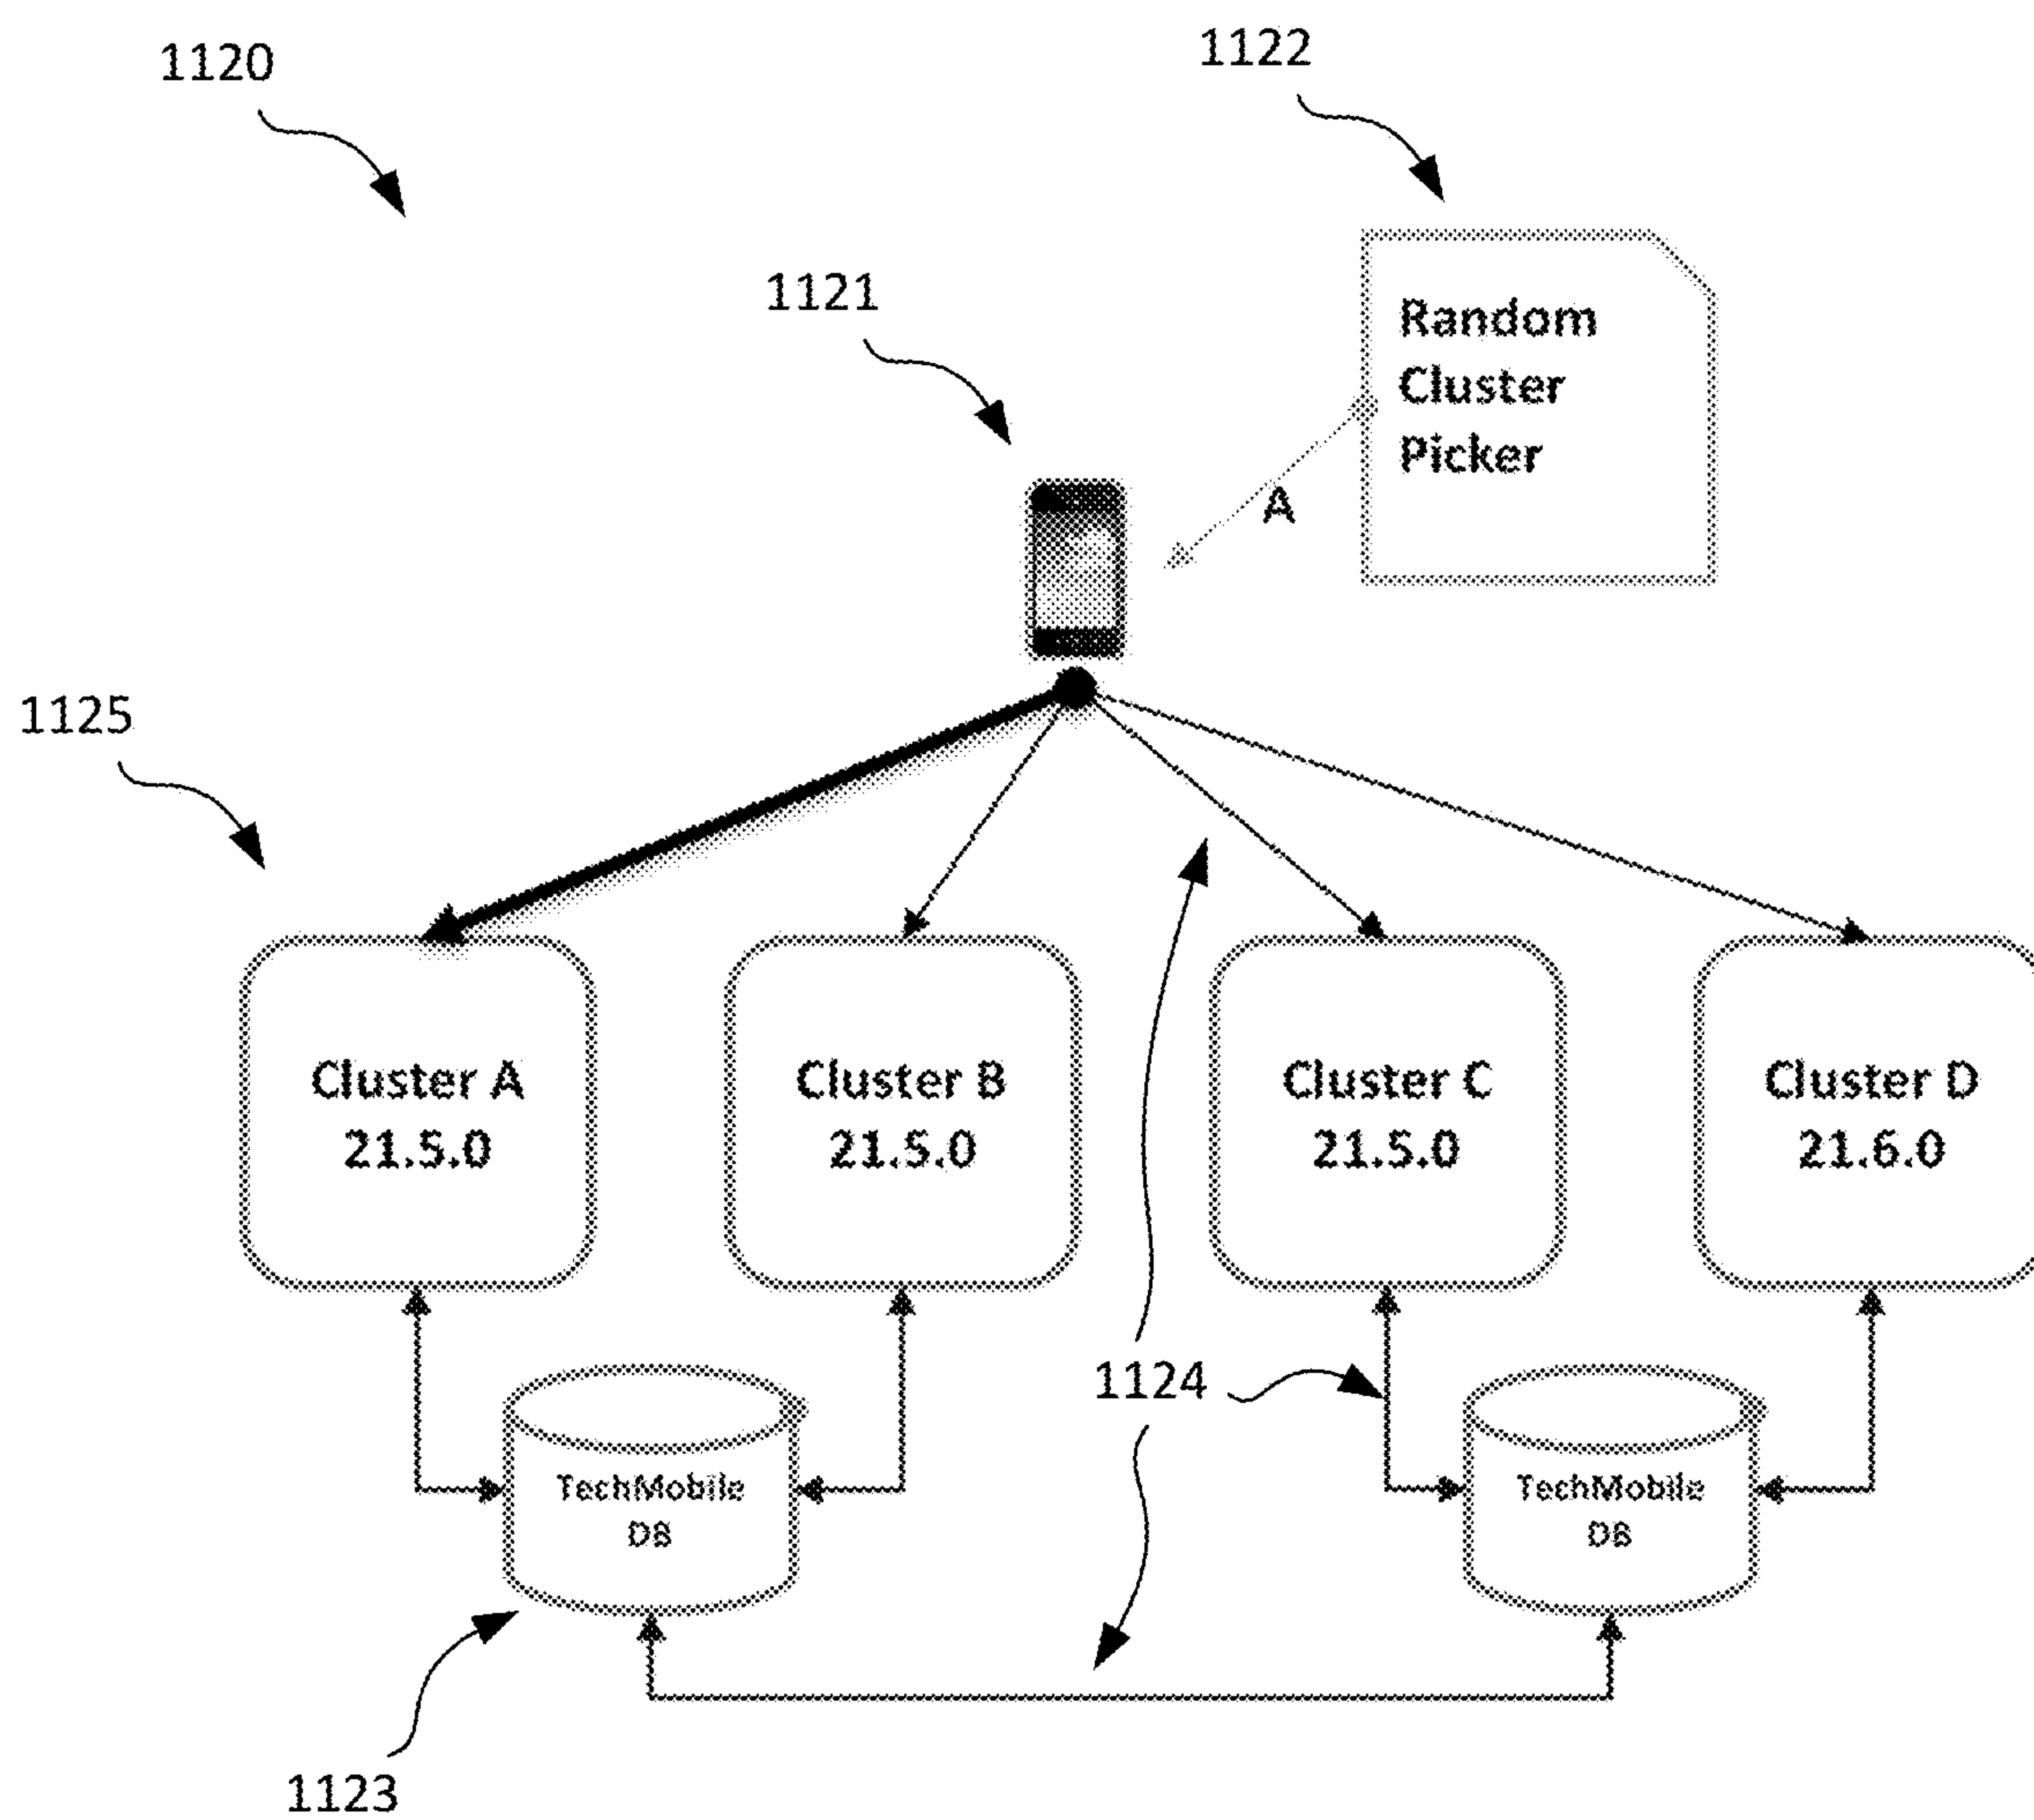 1120
1122
1121
Random
Cluster
Picker
A
1125
Cluster A
21.5.0
Cluster B
21.5.0
Cluster C
21.5.0
Cluster D
21.6.0
1124
TechMobile
DB
TechMobile
DB
1123